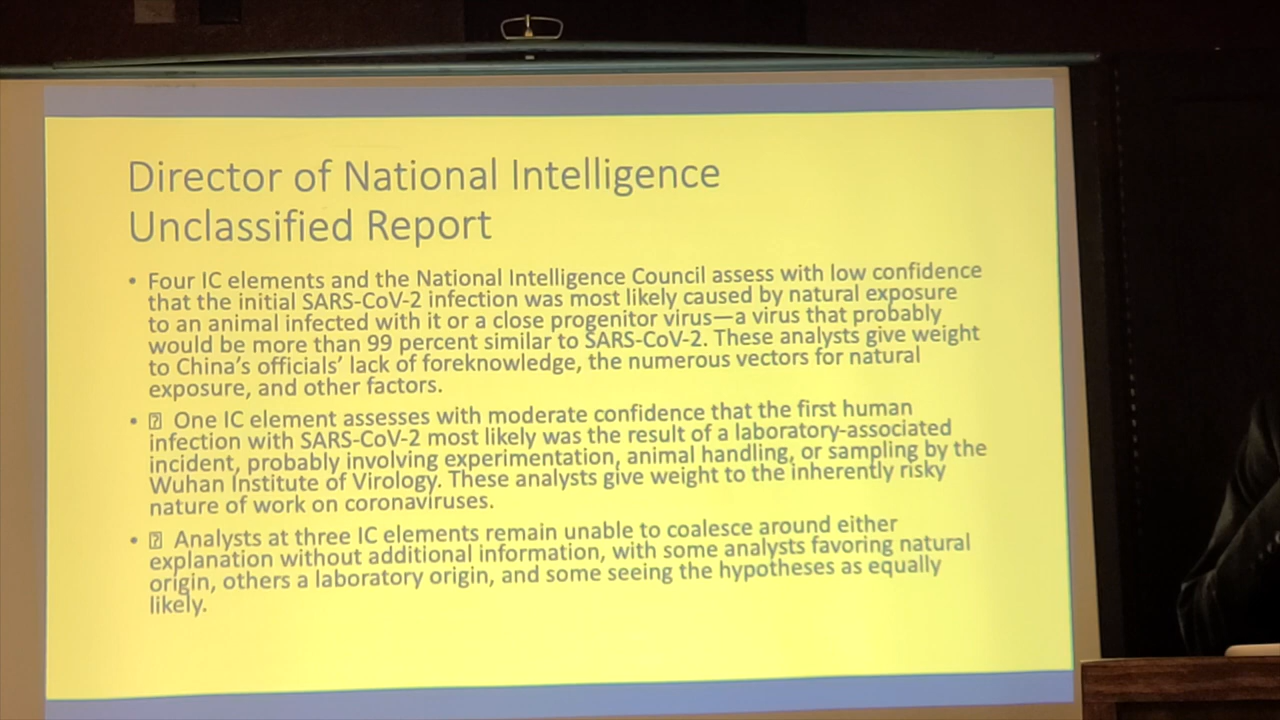 Director of National Intelligence
Unclassified Report
• Four IC elements and the National Intelligence Council assess with low confidence
that the initial SARS-CoV-2 infection was most likely caused by natural exposure
to an animal infected with it or a close progenitor virus—a virus that probably
would be more than 99 percent similar to SARS-CoV-2. These analysts give weight
to China's officials' lack of foreknowledge, the numerous vectors for natural
exposure, and other factors.
• ⍰ One IC element assesses with moderate confidence that the first human
infection with SARS-CoV-2 most likely was the result of a laboratory-associated
incident, probably involving experimentation, animal handling, or sampling by the
Wuhan Institute of Virology. These analysts give weight to the inherently risky
nature of work on coronaviruses.
• ⍰ Analysts at three IC elements remain unable to coalesce around either
explanation without additional information, with some analysts favoring natural
origin, others a laboratory origin, and some seeing the hypotheses as equally
likely.